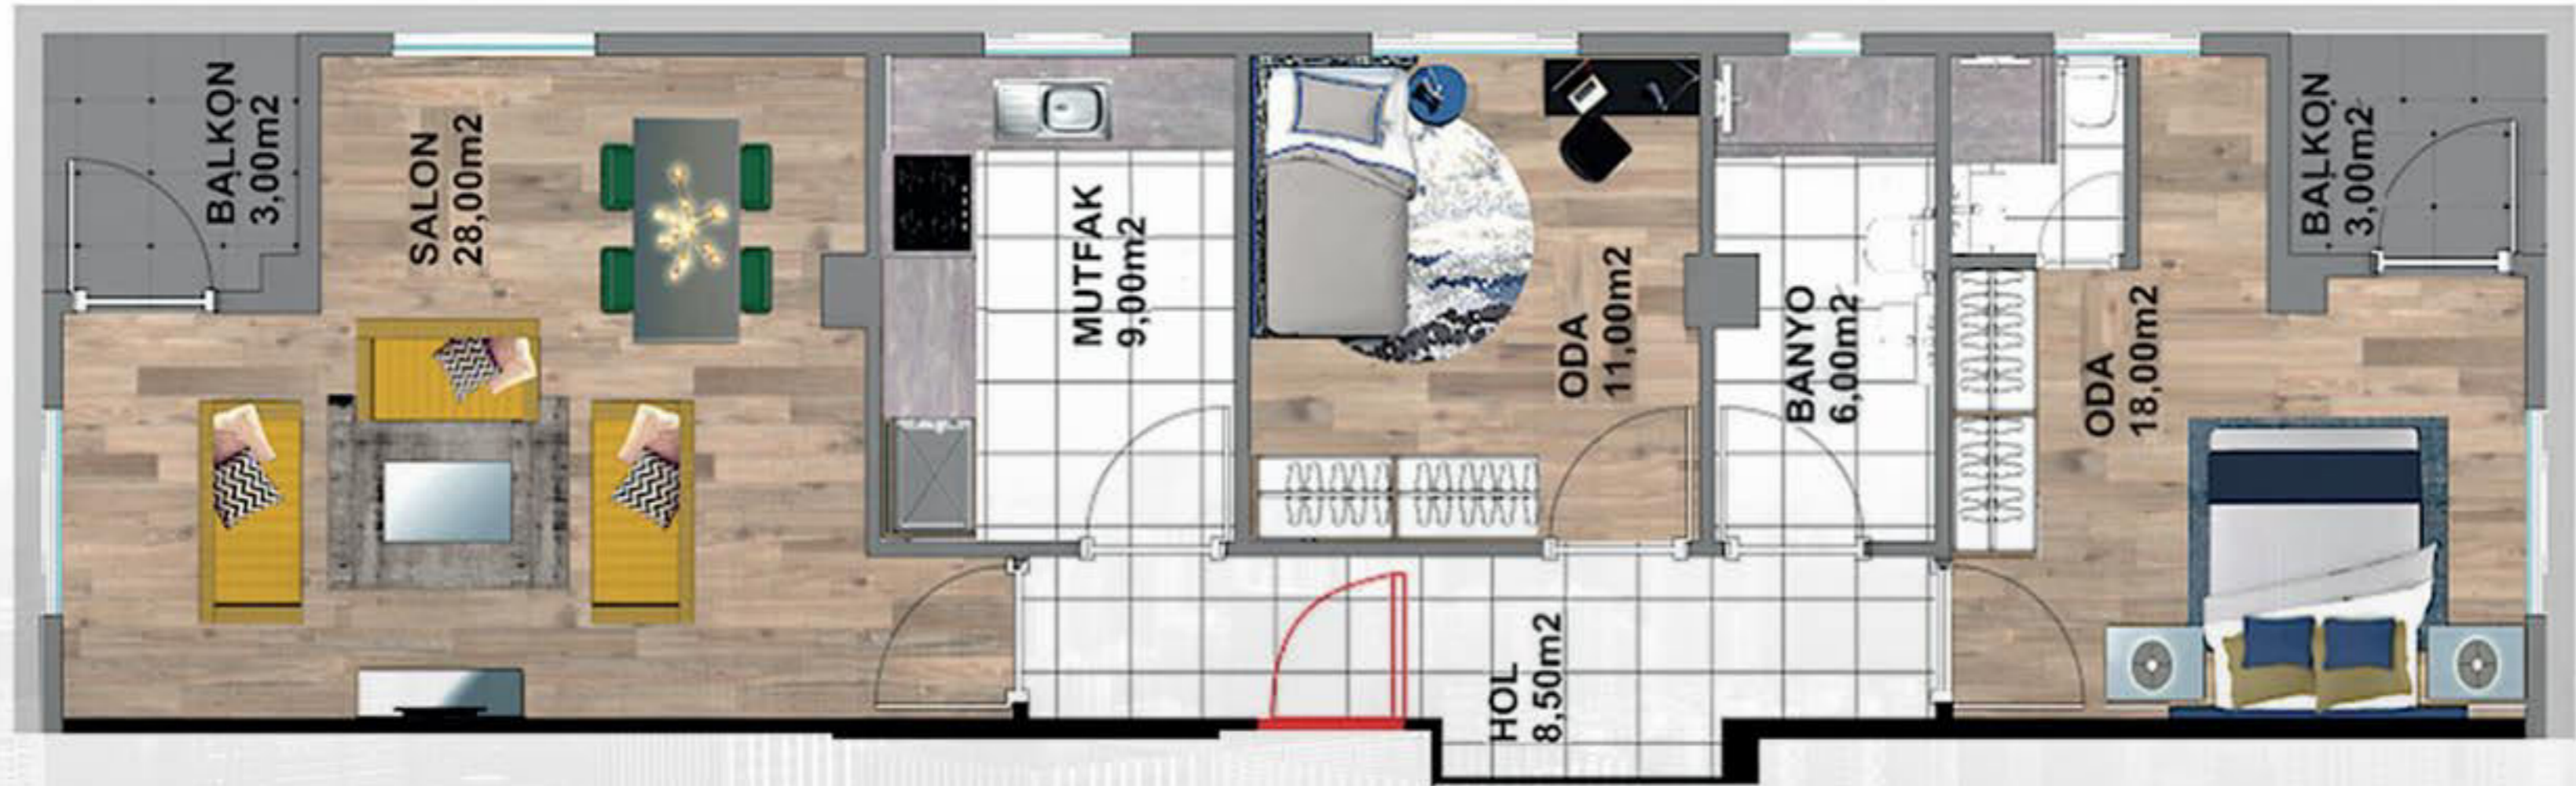 BALKON
3,00m2
SALON
28,00m2
MUTFAK
9,00m2
ODA
11,00m2
BANYO
6,00m2
ODA
18,00m2
BALKON
3,00m2
HOL
8,50m2